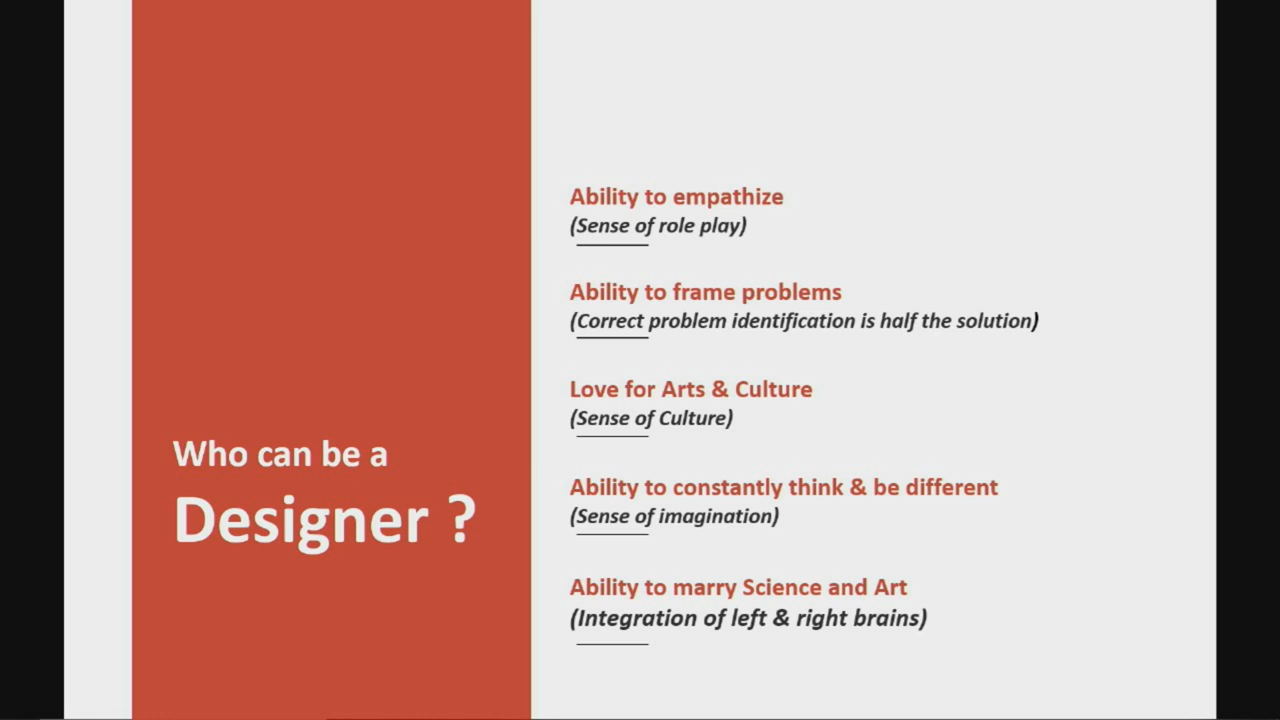 Who can be a
Designer ?
Ability to empathize
(Sense of role play)
Ability to frame problems
(Correct problem identification is half the solution)
Love for Arts & Culture
(Sense of Culture)
Ability to constantly think & be different
(Sense of imagination)
Ability to marry Science and Art
(Integration of left & right brains)